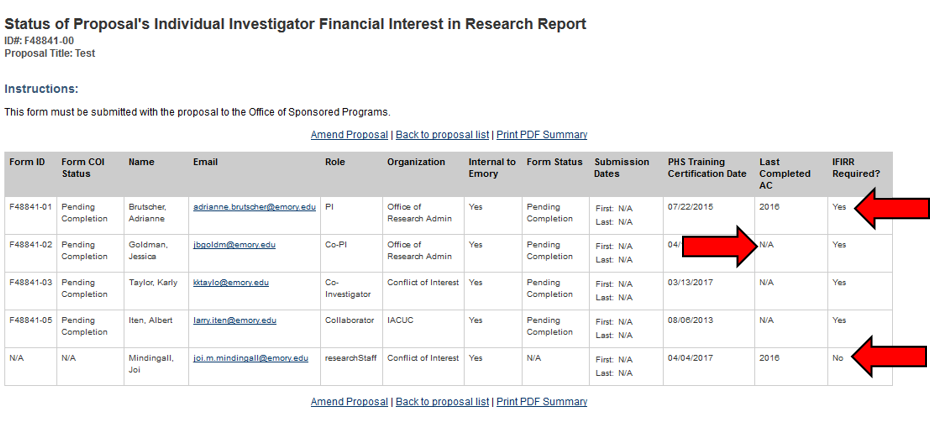 Status of Proposal's Individual Investigator Financial Interest in Research Report
ID#: F48841-00
Proposal Title: Test
Instructions:
This form must be submitted with the proposal to the Office of Sponsored Programs.
Amend Proposal | Back to proposal list | Print PDF Summary
Form ID Form COI Status Name Email Role Organization Internal to Emory Form Status Submission Dates PHS Training Certification Date Last Completed AC IFIRR Required?
F48841-01 Pending Completion Brutscher, Adrianne adrianne.brutscher@emory.edu PI Office of Research Admin Yes Pending Completion First: N/A Last: N/A 07/22/2015 2016 Yes
F48841-02 Pending Completion Goldman, Jessica jbgoldm@emory.edu Co-PI Office of Research Admin Yes Pending Completion First: N/A Last: N/A 04/ N/A Yes
F48841-03 Pending Completion Taylor, Karly kktaylo@emory.edu Co-Investigator Conflict of Interest Yes Pending Completion First: N/A Last: N/A 03/13/2017 N/A Yes
F48841-05 Pending Completion Iten, Albert larry.iten@emory.edu Collaborator IACUC Yes Pending Completion First: N/A Last: N/A 08/06/2013 N/A Yes
N/A N/A Mindingall, Joi joi.m.mindingall@emory.edu researchStaff Conflict of Interest Yes N/A First: N/A Last: N/A 04/04/2017 2016 No
Amend Proposal | Back to proposal list | Print PDF Summary